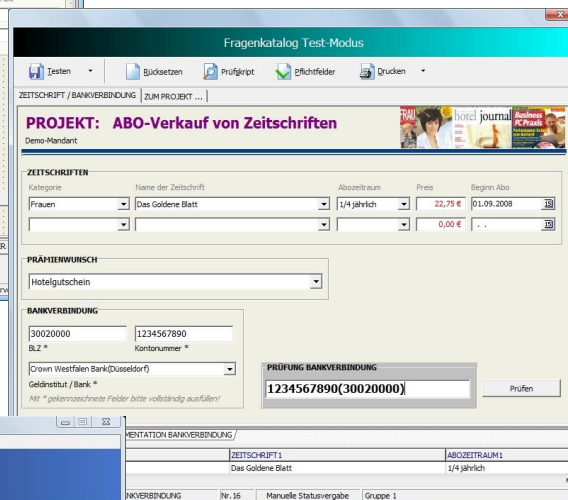 Fragenkatalog Test-Modus
Testen Rücksetzen Prüfskript Pflichtfelder Drucken
ZEITSCHRIFT / BANKVERBINDUNG ZUM PROJEKT ...
PROJEKT: ABO-Verkauf von Zeitschriften
Demo-Mandant
FRAU hôtel journal Business PC Praxis
ZEITSCHRIFTEN
Kategorie Name der Zeitschrift Abozeitraum Preis Beginn Abo
Frauen Das Goldene Blatt 1/4 jährlich 22,75 € 01.09.2008 15
0,00 € . . 15
PRÄMIENWUNSCH
Hotelgutschein
BANKVERBINDUNG
30020000 1234567890
BLZ * Kontonummer *
Crown Westfalen Bank(Düsseldorf)
Geldinstitut / Bank *
Mit * gekennzeichnete Felder bitte vollständig ausfüllen!
PRÜFUNG BANKVERBINDUNG
1234567890(30020000)
Prüfen
MENTATION BANKVERBINDUNG
ZEITSCHRIFT1 ABOZEITRAUM1
Das Goldene Blatt 1/4 jährlich
NKVERBINDUNG Nr. 16 Manuelle Statusvergabe Gruppe 1